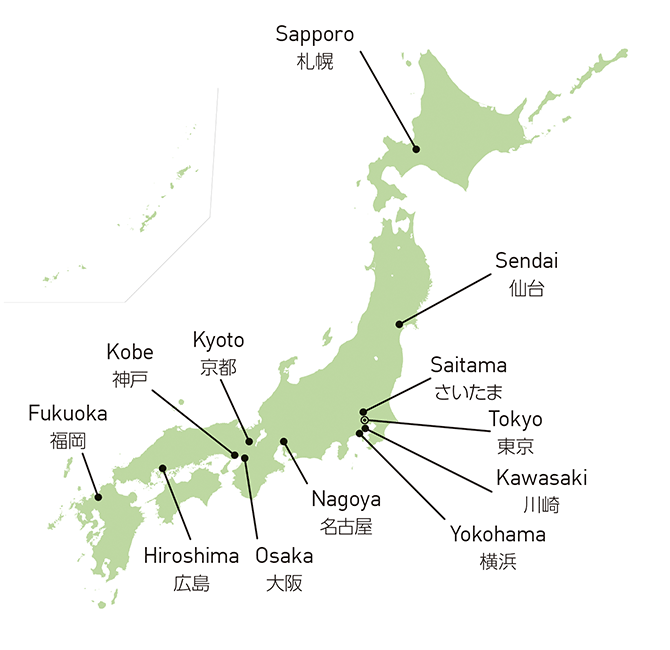 Sapporo
札幌
Sendai
仙台
Kyoto
京都
Kobe
神戸
Saitama
さいたま
Fukuoka
福岡
Tokyo
東京
Kawasaki
川崎
Nagoya
名古屋
Yokohama
横浜
Hiroshima
広島
Osaka
大阪